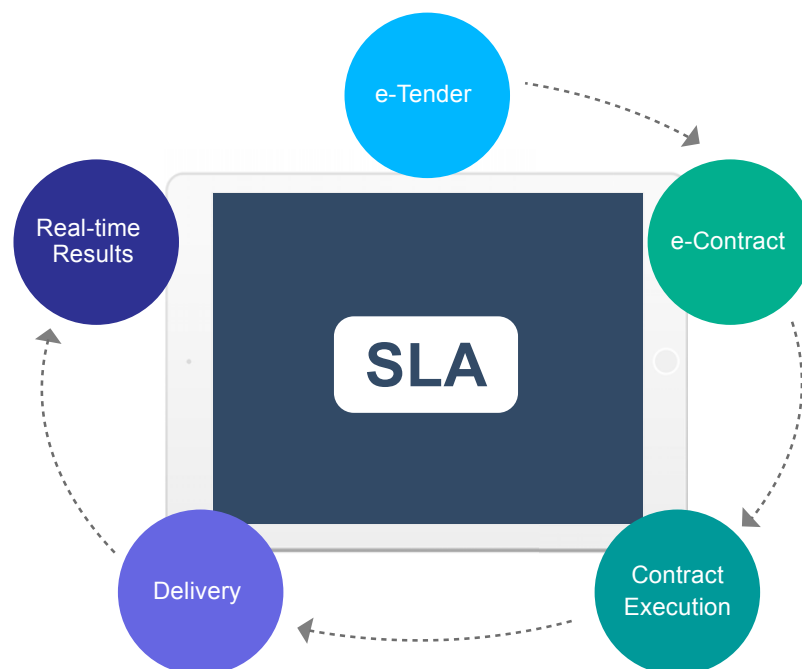 e-Tender
e-Contract
Contract
Execution
Delivery
Real-time
Results
SLA